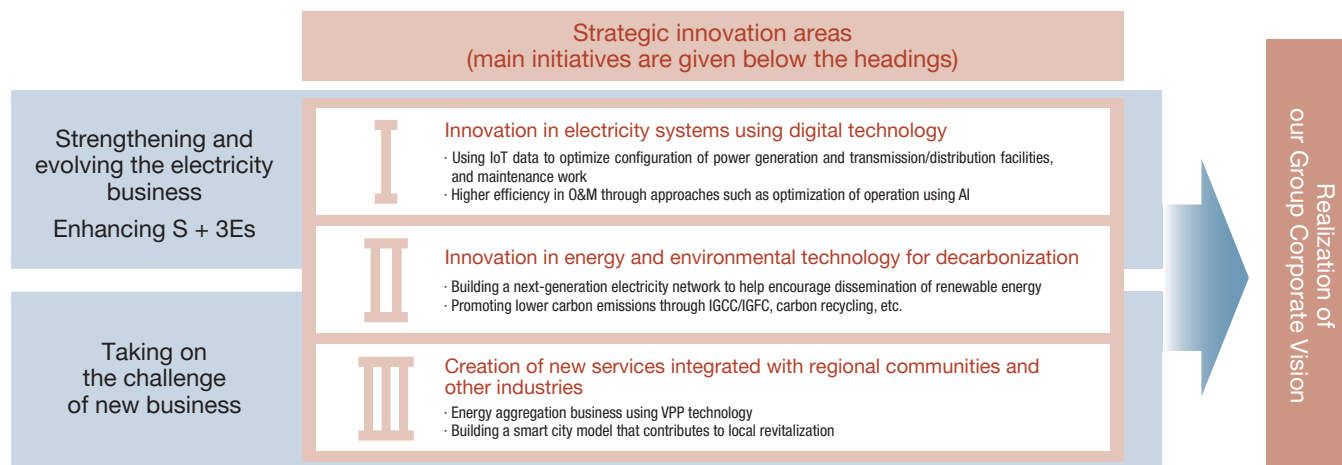 Strategic innovation areas
(main initiatives are given below the headings)
Strengthening and
evolving the electricity
business
Enhancing S + 3Es
I
Innovation in electricity systems using digital technology
· Using IoT data to optimize configuration of power generation and transmission/distribution facilities,
and maintenance work
· Higher efficiency in O&M through approaches such as optimization of operation using AI
II
Innovation in energy and environmental technology for decarbonization
· Building a next-generation electricity network to help encourage dissemination of renewable energy
· Promoting lower carbon emissions through IGCC/IGFC, carbon recycling, etc.
Taking on
the challenge
of new business
III
Creation of new services integrated with regional communities and
other industries
· Energy aggregation business using VPP technology
· Building a smart city model that contributes to local revitalization
Realization of
our Group Corporate Vision